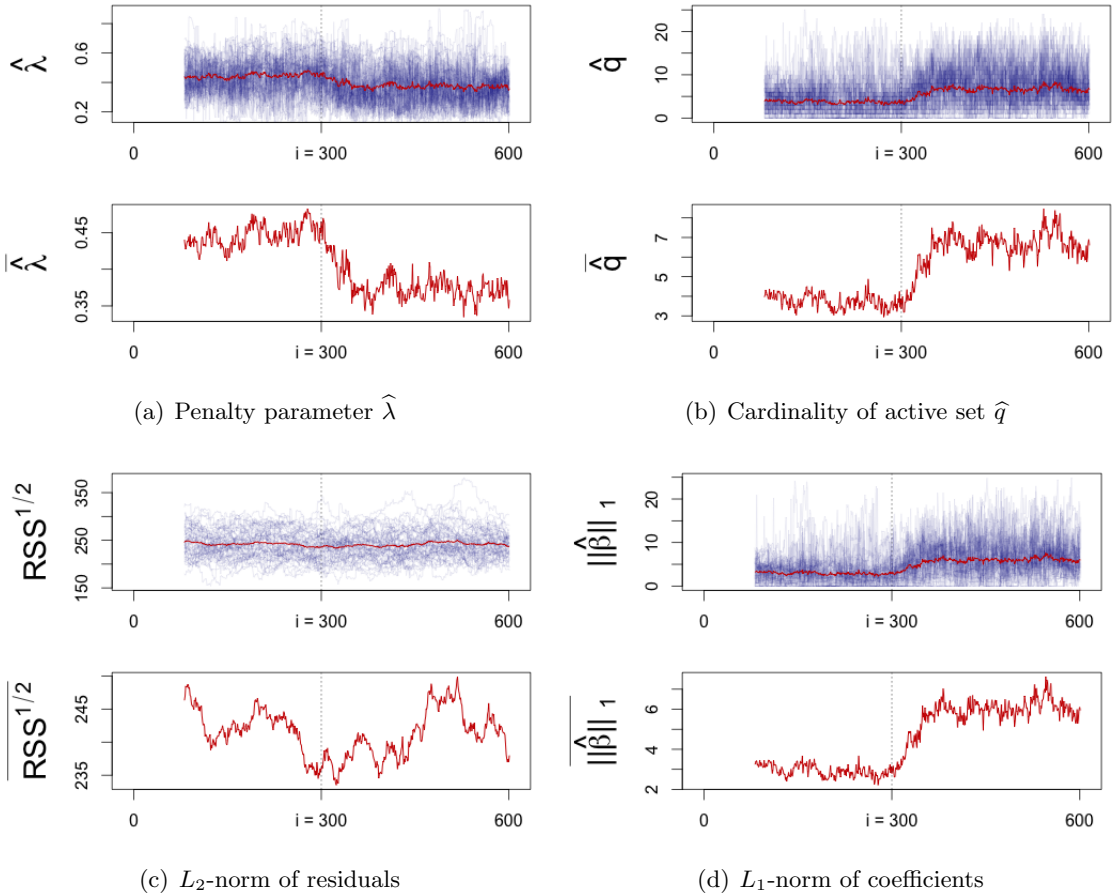 λ̂
0.2 0.6
0 i = 300 600
λ̂̅
0.35 0.45
0 i = 300 600
(a) Penalty parameter λ̂
q̂
0 10 20
0 i = 300 600
q̂̅
3 5 7
0 i = 300 600
(b) Cardinality of active set q̂
RSS^1/2
150 250 350
0 i = 300 600
RSS^1/2
235 245
0 i = 300 600
(c) L₂-norm of residuals
||β̂|| ₁
0 10 20
0 i = 300 600
||β̂|| ₁
2 4 6
0 i = 300 600
(d) L₁-norm of coefficients